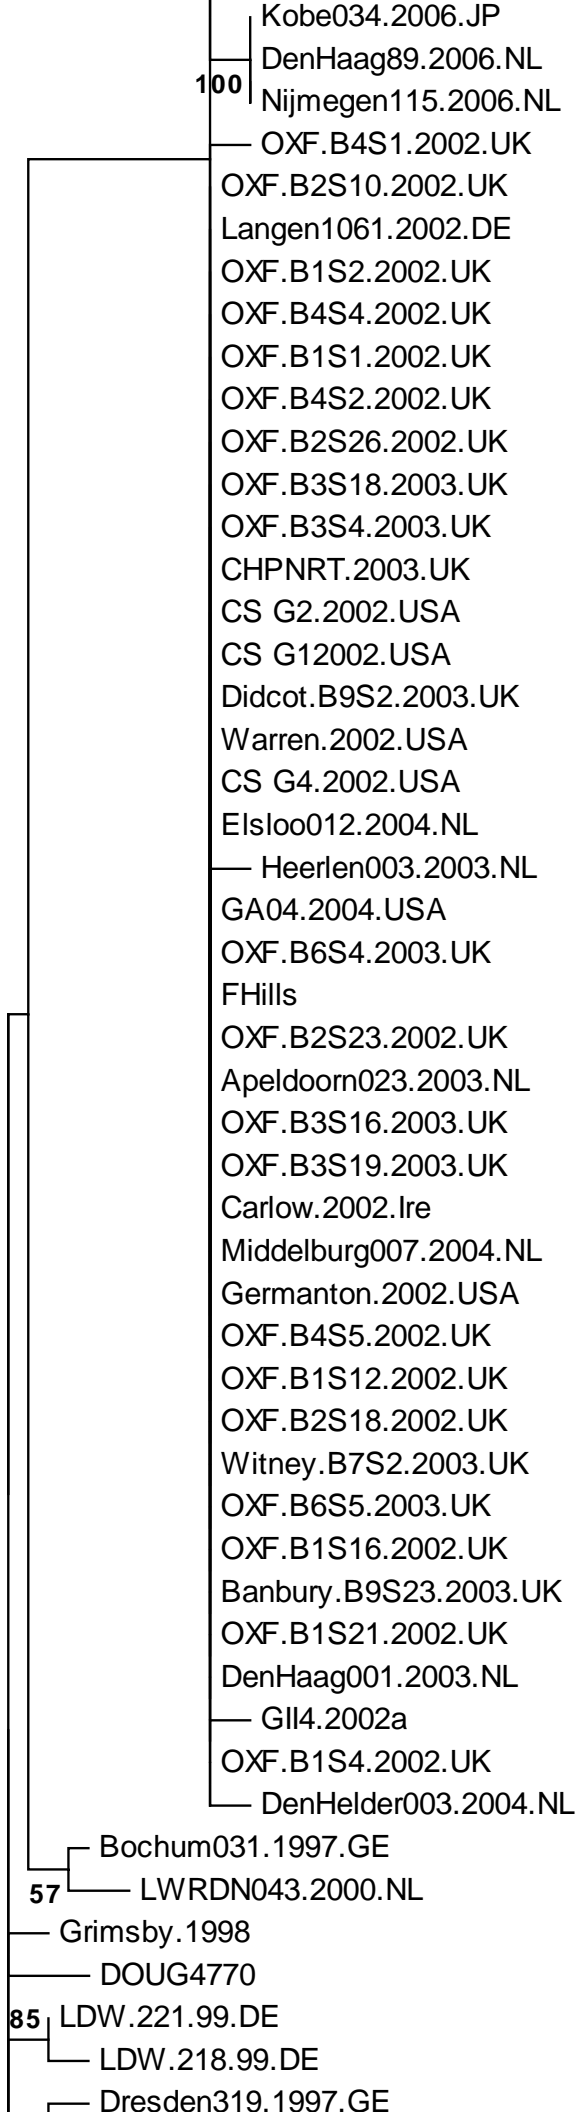 Kobe034.2006.JP
DenHaag89.2006.NL
100
Nijmegen115.2006.NL
OXF.B4S1.2002.UK
OXF.B2S10.2002.UK
Langen1061.2002.DE
OXF.B1S2.2002.UK
OXF.B4S4.2002.UK
OXF.B1S1.2002.UK
OXF.B4S2.2002.UK
OXF.B2S26.2002.UK
OXF.B3S18.2003.UK
OXF.B3S4.2003.UK
CHPNRT.2003.UK
CS G2.2002.USA
CS G12002.USA
Didcot.B9S2.2003.UK
Warren.2002.USA
CS G4.2002.USA
Elsloo012.2004.NL
Heerlen003.2003.NL
GA04.2004.USA
OXF.B6S4.2003.UK
FHills
OXF.B2S23.2002.UK
Apeldoorn023.2003.NL
OXF.B3S16.2003.UK
OXF.B3S19.2003.UK
Carlow.2002.Ire
Middelburg007.2004.NL
Germanton.2002.USA
OXF.B4S5.2002.UK
OXF.B1S12.2002.UK
OXF.B2S18.2002.UK
Witney.B7S2.2003.UK
OXF.B6S5.2003.UK
OXF.B1S16.2002.UK
Banbury.B9S23.2003.UK
OXF.B1S21.2002.UK
DenHaag001.2003.NL
GII4.2002a
OXF.B1S4.2002.UK
DenHelder003.2004.NL
Bochum031.1997.GE
57
LWRDN043.2000.NL
Grimsby.1998
DOUG4770
85
LDW.221.99.DE
LDW.218.99.DE
Dresden319.1997.GE